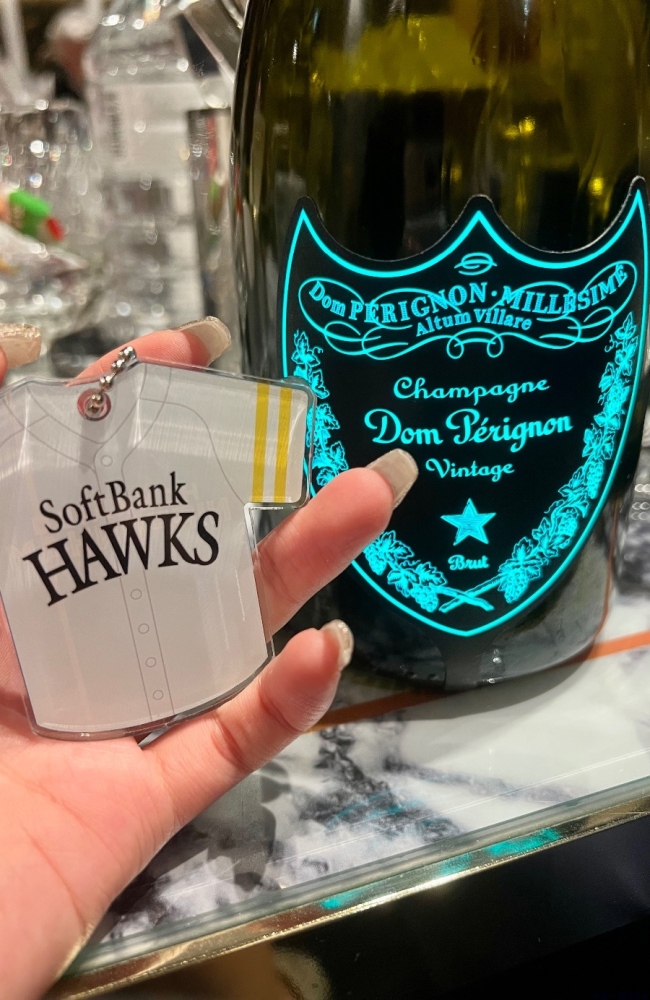 SoftBank
HAWKS
Dom PERIGNON·MILLESIME
Altum Villare
Champagne
Dom Pérignon
Vintage
Brut